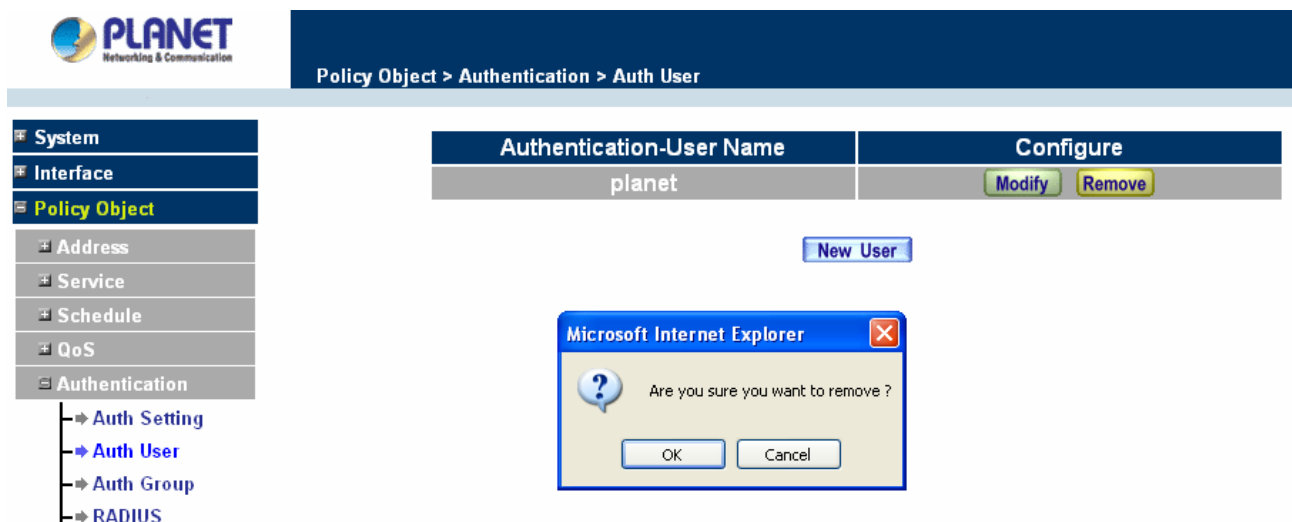 PLANET
Networking & Communication
Policy Object > Authentication > Auth User
System
Interface
Policy Object
Address
Service
Schedule
QoS
Authentication
Auth Setting
Auth User
Auth Group
RADIUS
Authentication-User Name Configure
planet Modify Remove
New User
Microsoft Internet Explorer
Are you sure you want to remove ?
OK Cancel